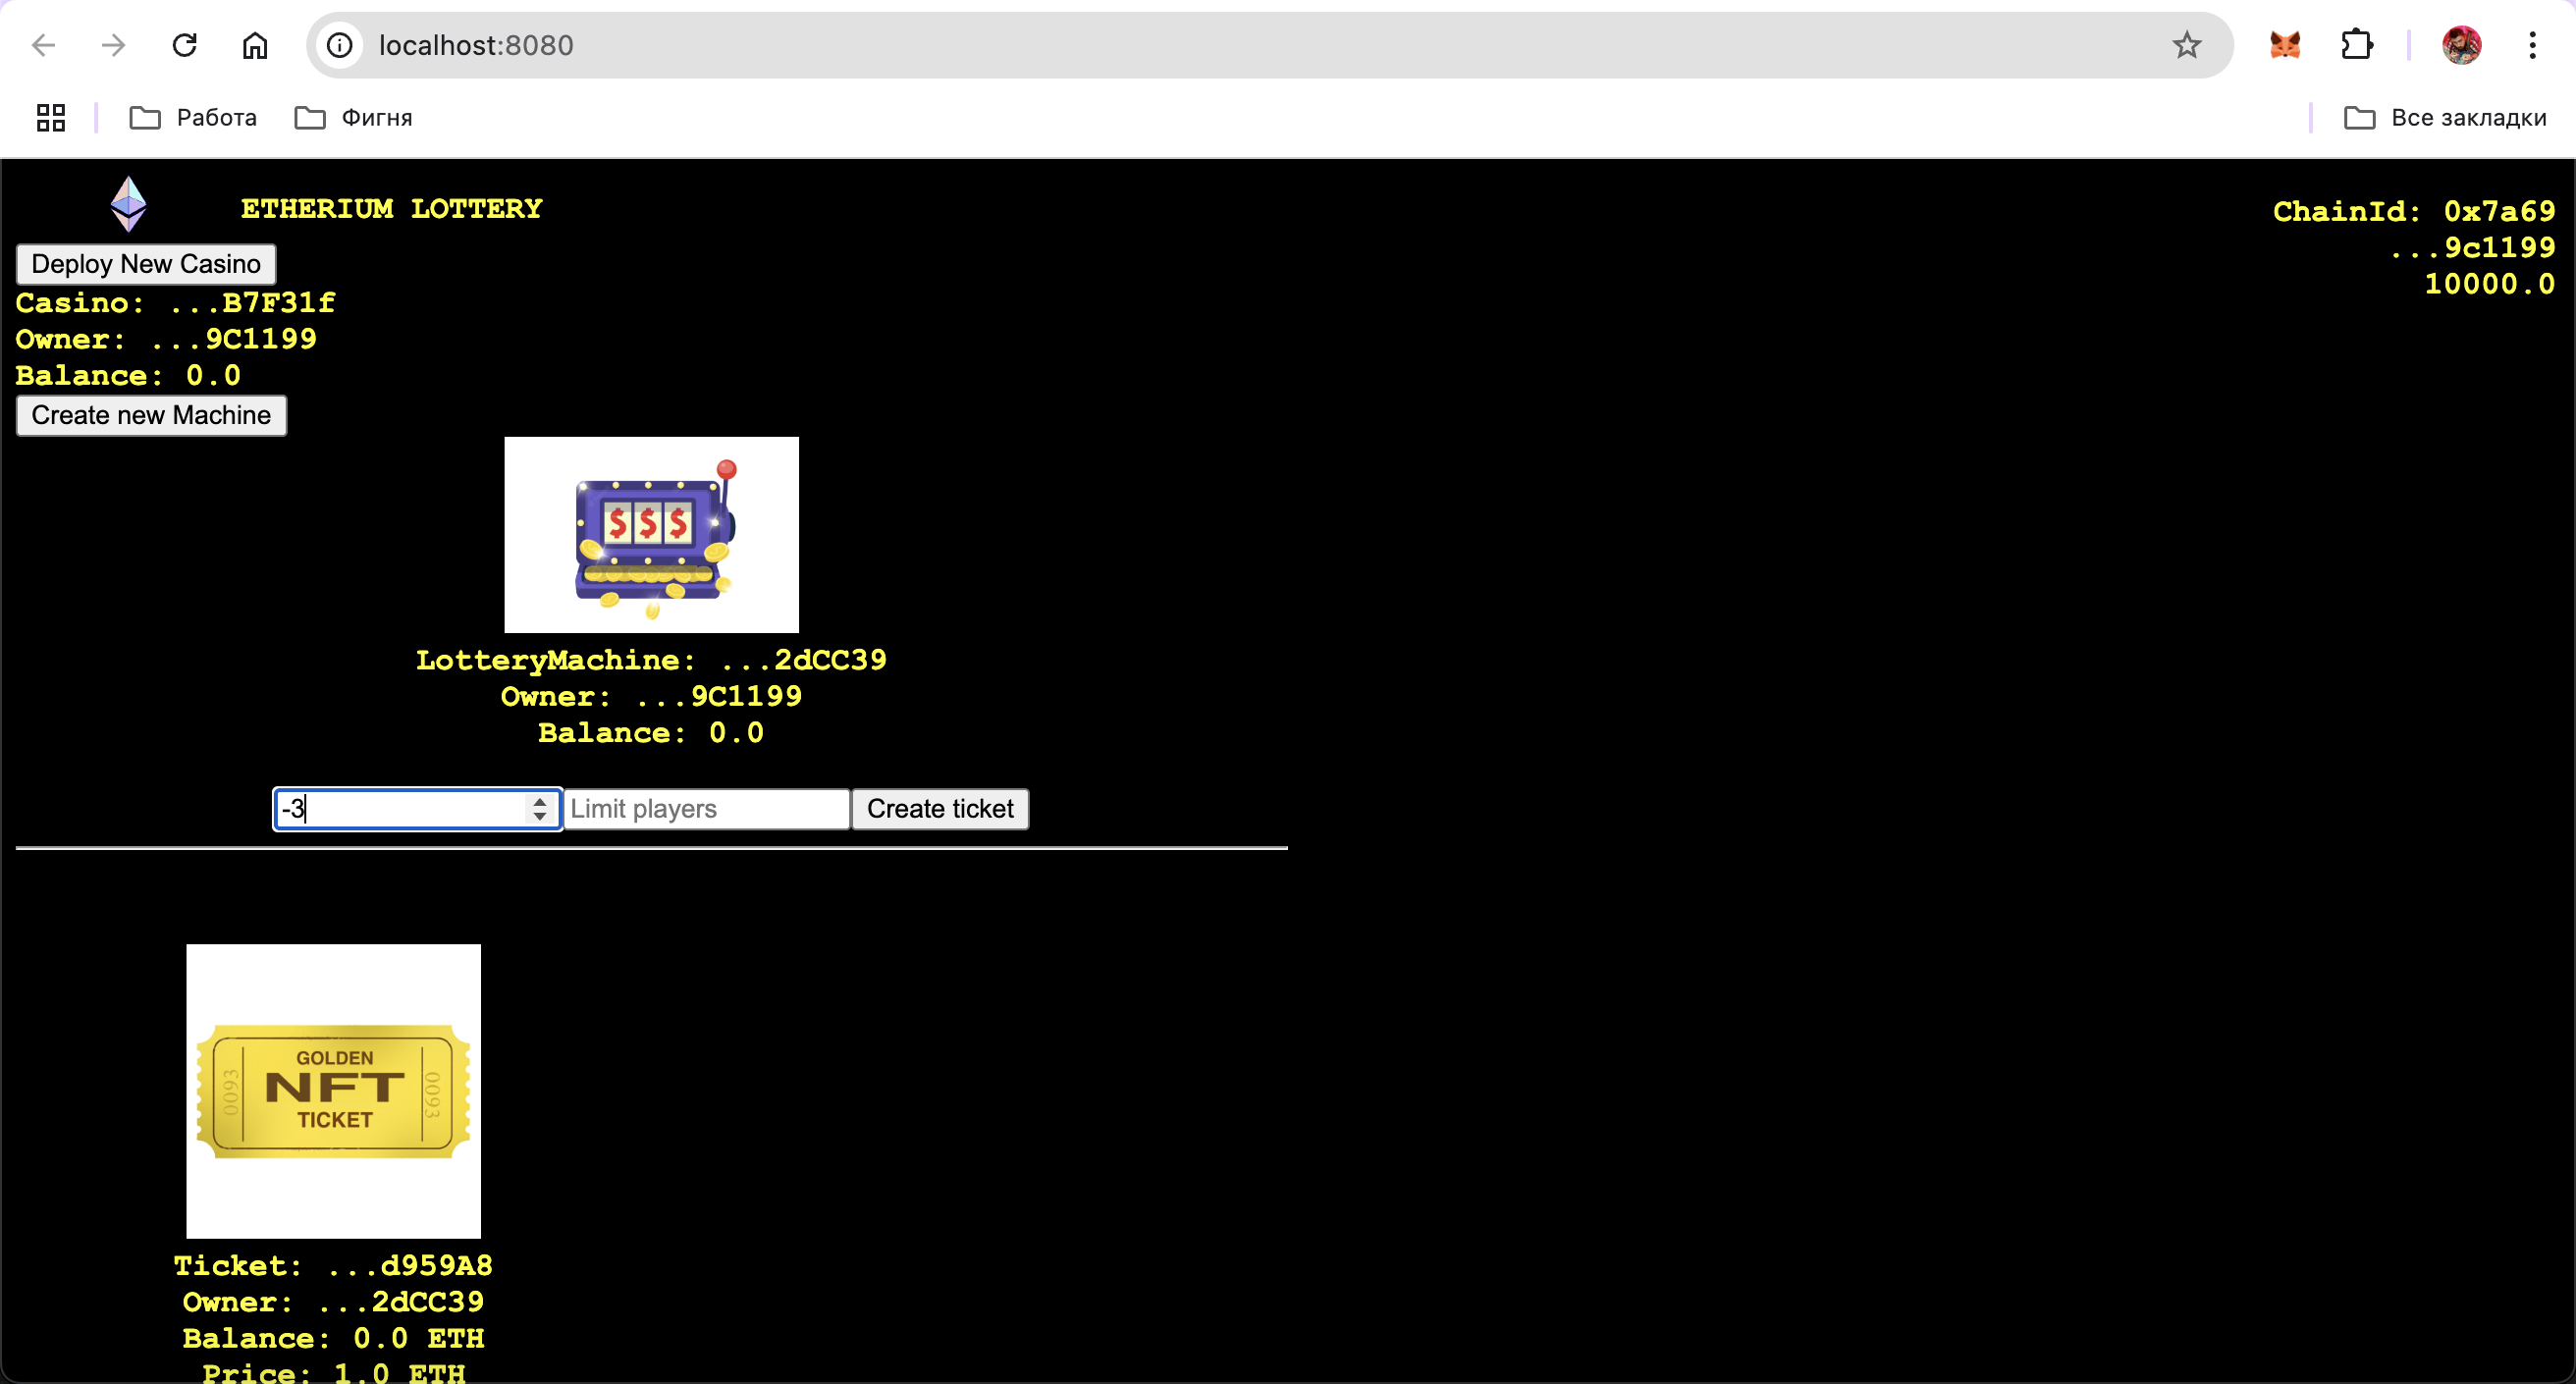 localhost:8080
Работа
Фигня
Все закладки
ETHERIUM LOTTERY
ChainId: 0x7a69
...9c1199
10000.0
Deploy New Casino
Casino: ...B7F31f
Owner: ...9C1199
Balance: 0.0
Create new Machine
$ $ $
LotteryMachine: ...2dCC39
Owner: ...9C1199
Balance: 0.0
-3 Limit players Create ticket
GOLDEN
0093 NFT 0093
TICKET
Ticket: ...d959A8
Owner: ...2dCC39
Balance: 0.0 ETH
Price: 1.0 ETH